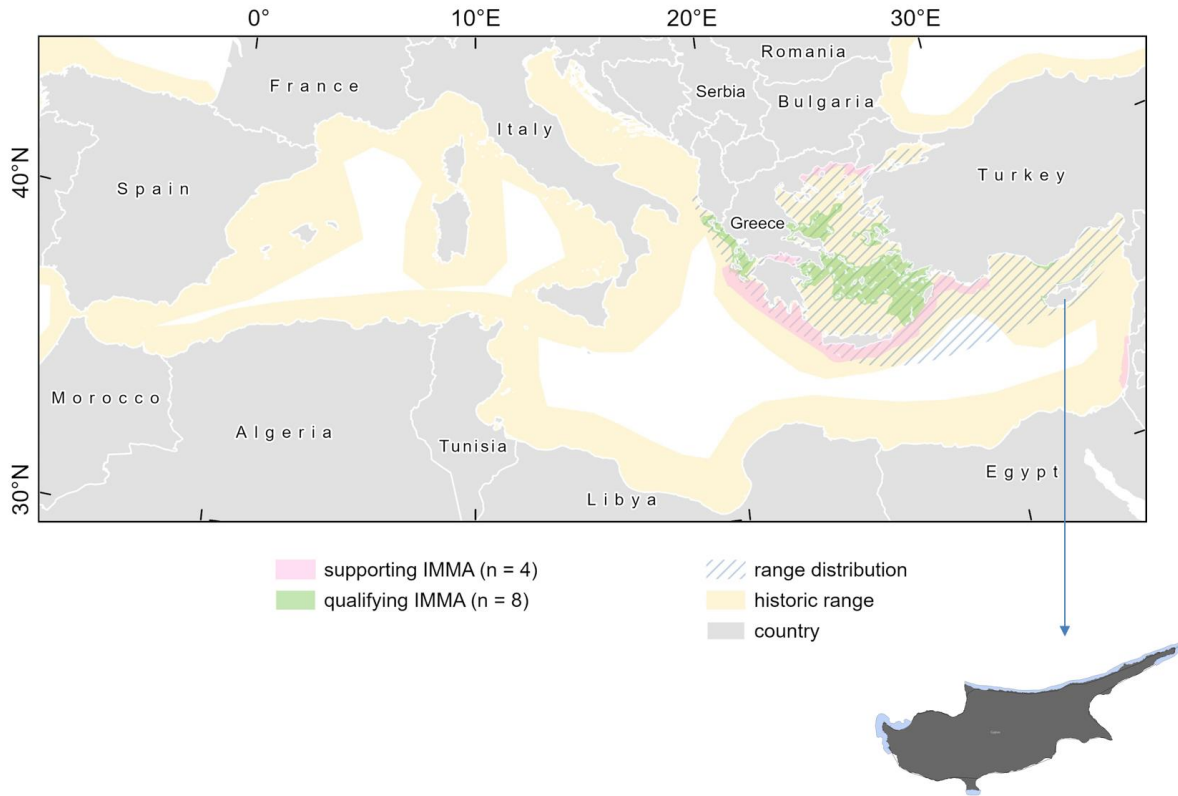 0°
10°E
20°E
30°E
Romania
France
Serbia
Bulgaria
Italy
40°N
Spain
Turkey
Greece
Morocco
Algeria
Tunisia
Egypt
30°N
Libya
supporting IMMA (n = 4)
range distribution
qualifying IMMA (n = 8)
historic range
country